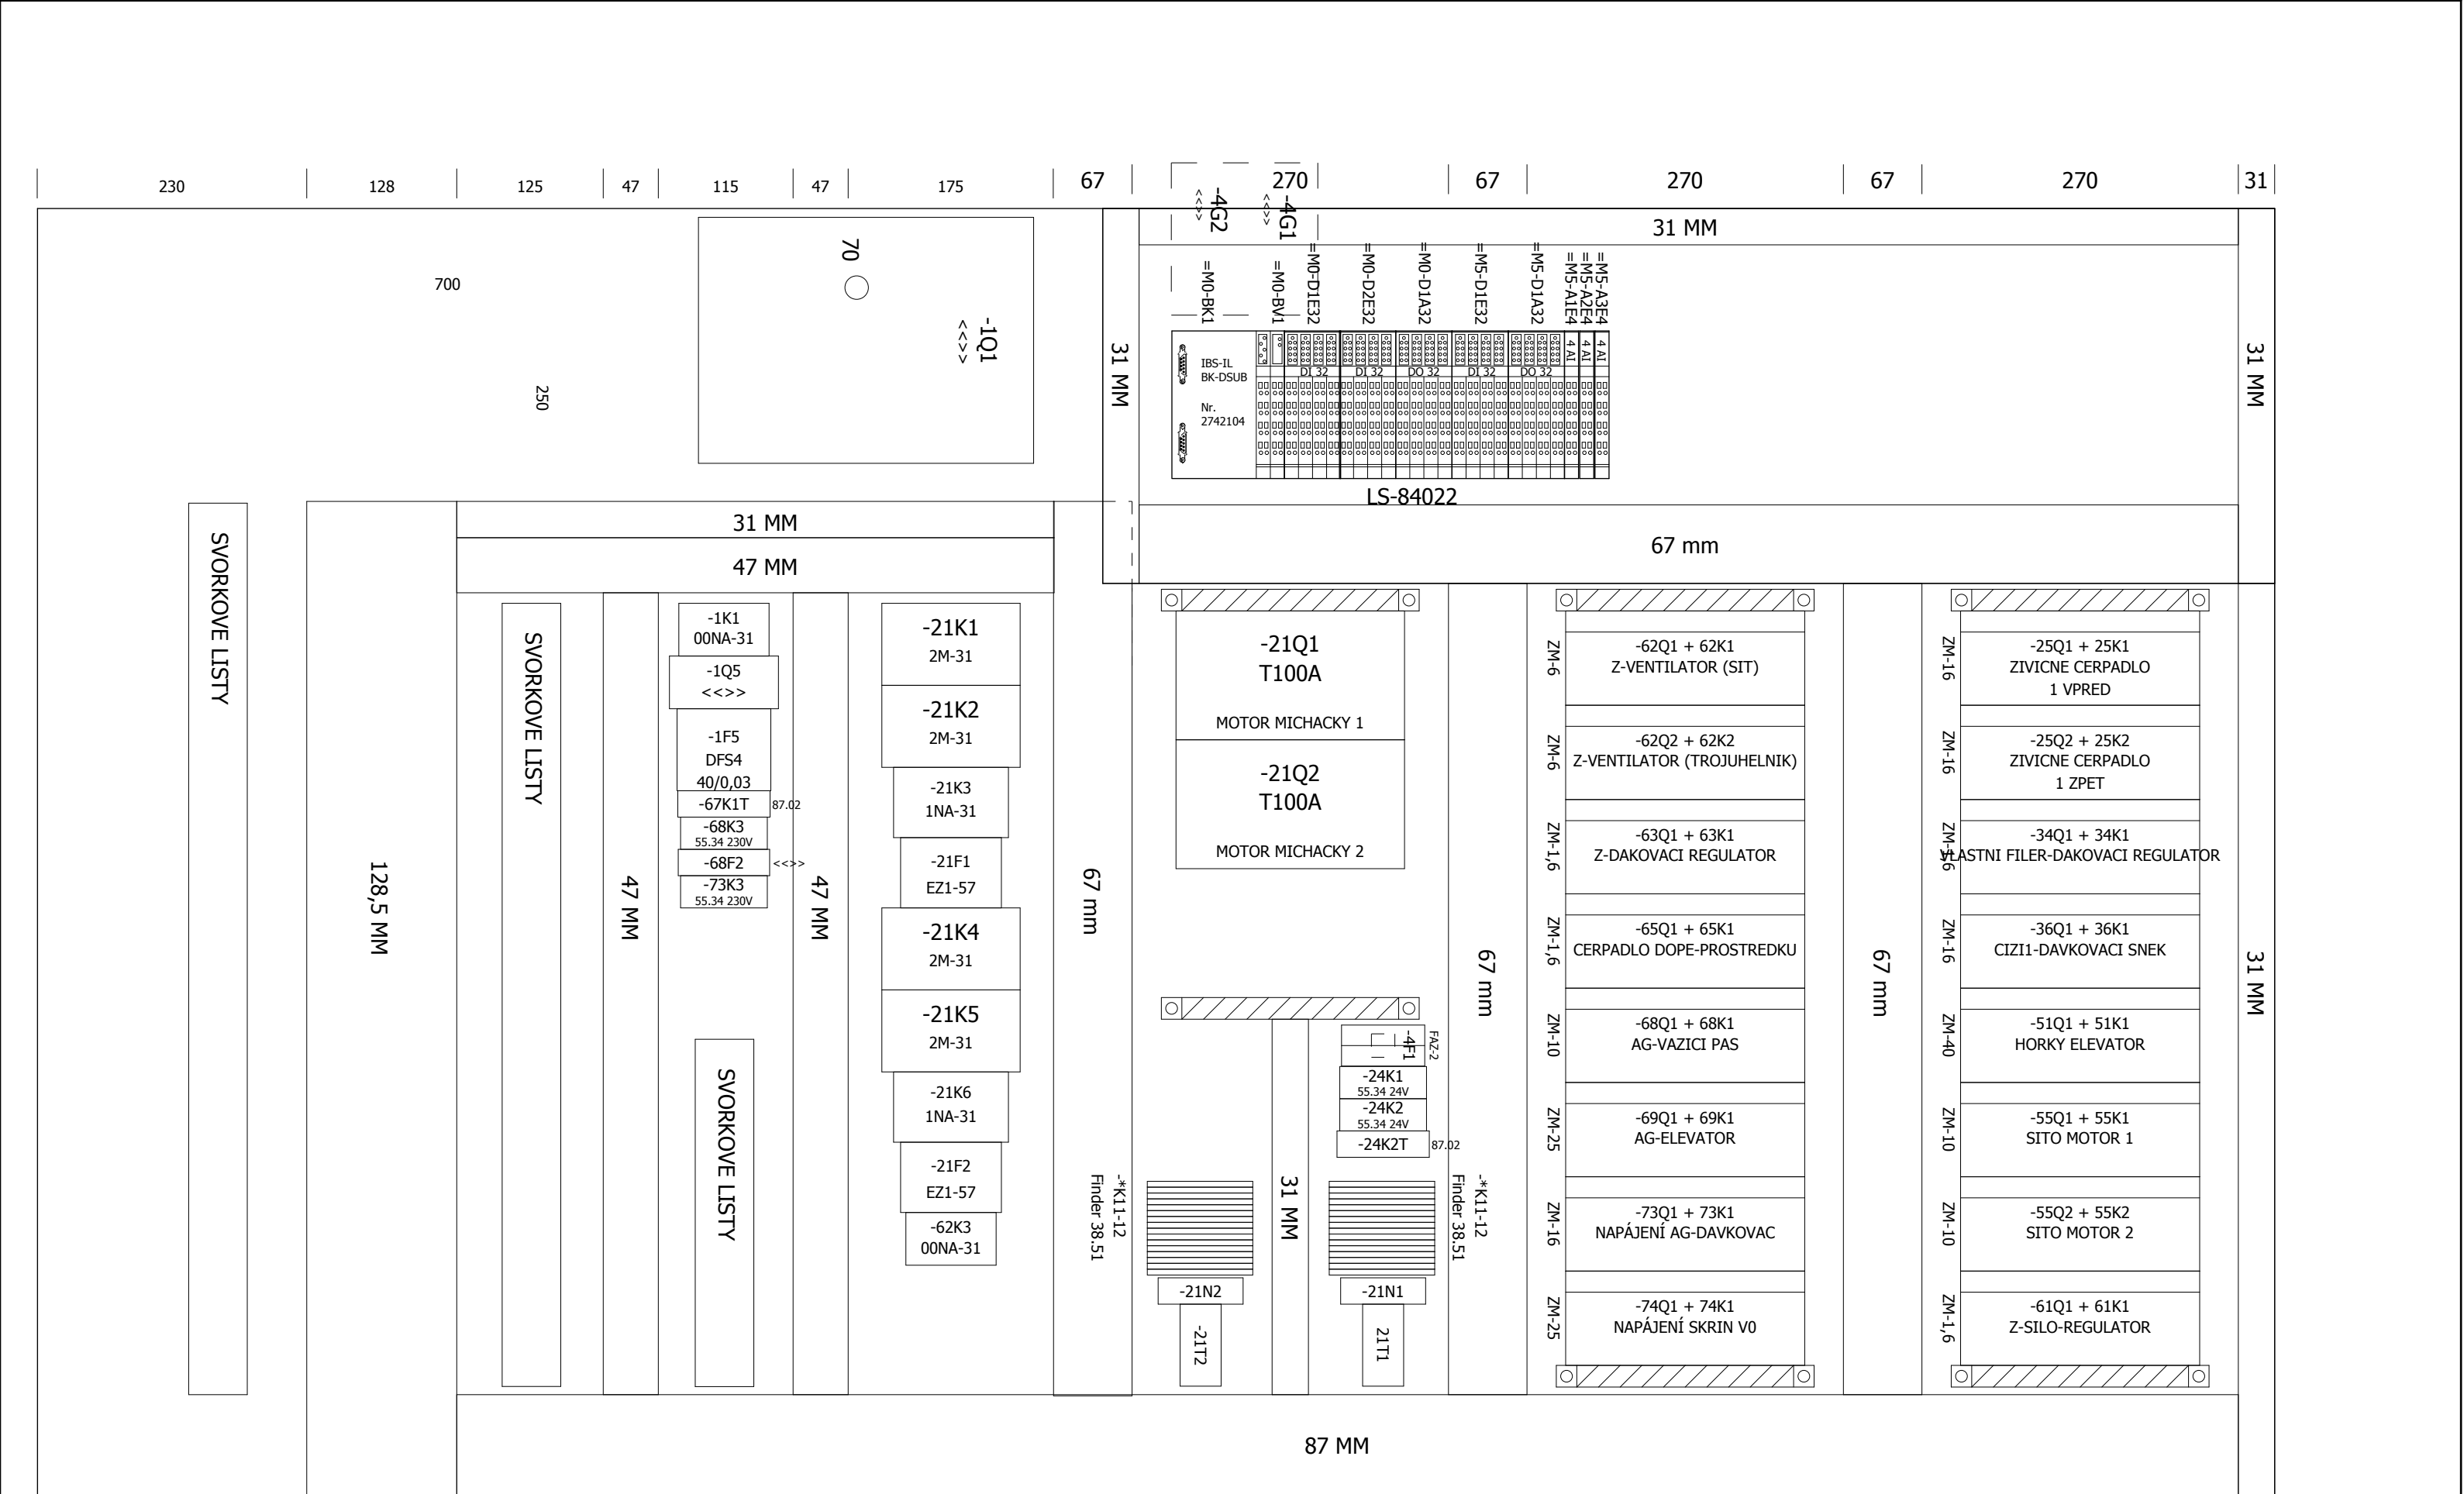 230
128
125
47
115
47
175
67
270
67
270
67
270
31
-4G2
<<>>
-4G1
<<>>
31 MM
70
-1Q1
<<>>
700
250
31 MM
31 MM
=M0-BK1
=M0-BV1
=M0-D1E32
=M0-D2E32
=M0-D1A32
=M5-D1E32
=M5-D1A32
=M5-A1E4
=M5-A2E4
=M5-A3E4
IBS-IL
BK-DSUB
Nr.
2742104
DI 32
DI 32
DO 32
DI 32
DO 32
4 AI
4 AI
4 AI
LS-84022
31 MM
47 MM
67 mm
SVORKOVE LISTY
128,5 MM
SVORKOVE LISTY
47 MM
-1K1
00NA-31
-1Q5
<<>>
-1F5
DFS4
40/0,03
-67K1T
87.02
-68K3
55.34 230V
-68F2
<<>>
-73K3
55.34 230V
SVORKOVE LISTY
47 MM
-21K1
2M-31
-21K2
2M-31
-21K3
1NA-31
-21F1
EZ1-57
-21K4
2M-31
-21K5
2M-31
-21K6
1NA-31
-21F2
EZ1-57
-62K3
00NA-31
67 mm
-21Q1
T100A
MOTOR MICHACKY 1
-21Q2
T100A
MOTOR MICHACKY 2
-4F1
FAZ-2
-24K1
55.34 24V
-24K2
55.34 24V
-24K2T
87.02
-*K11-12
Finder 38.51
31 MM
-*K11-12
Finder 38.51
-21N2
-21N1
-21T2
21T1
67 mm
ZM-6
-62Q1 + 62K1
Z-VENTILATOR (SIT)
ZM-6
-62Q2 + 62K2
Z-VENTILATOR (TROJUHELNIK)
ZM-1,6
-63Q1 + 63K1
Z-DAKOVACI REGULATOR
ZM-1,6
-65Q1 + 65K1
CERPADLO DOPE-PROSTREDKU
ZM-10
-68Q1 + 68K1
AG-VAZICI PAS
ZM-25
-69Q1 + 69K1
AG-ELEVATOR
ZM-16
-73Q1 + 73K1
NAPÁJENÍ AG-DAVKOVAC
ZM-25
-74Q1 + 74K1
NAPÁJENÍ SKRIN V0
67 mm
ZM-16
-25Q1 + 25K1
ZIVICNE CERPADLO
1 VPRED
ZM-16
-25Q2 + 25K2
ZIVICNE CERPADLO
1 ZPET
-34Q1 + 34K1
VLASTNI FILER-DAKOVACI REGULATOR
ZM-16
-36Q1 + 36K1
CIZI1-DAVKOVACI SNEK
ZM-40
-51Q1 + 51K1
HORKY ELEVATOR
ZM-10
-55Q1 + 55K1
SITO MOTOR 1
ZM-10
-55Q2 + 55K2
SITO MOTOR 2
ZM-1,6
-61Q1 + 61K1
Z-SILO-REGULATOR
31 MM
87 MM